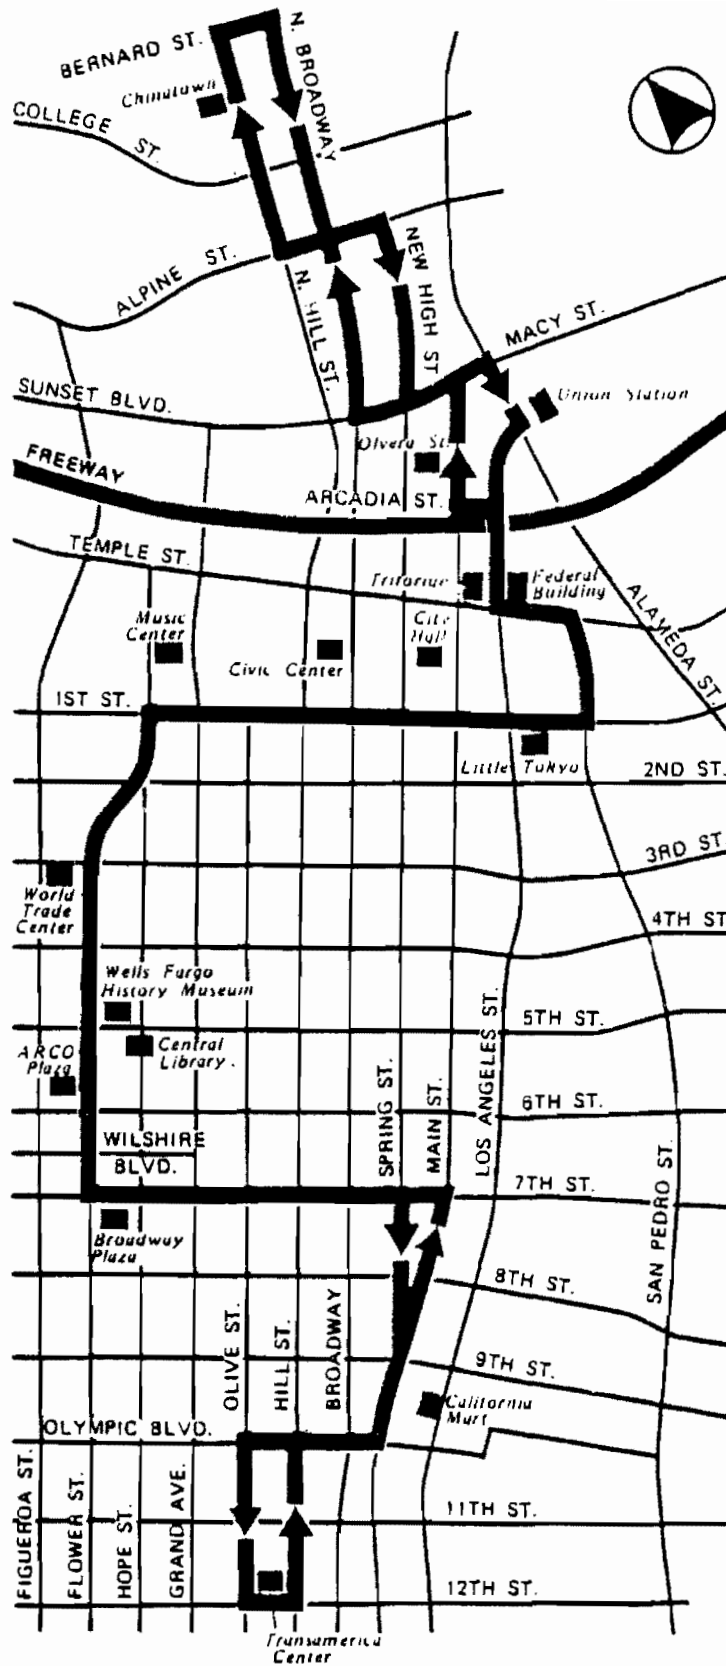 BERNARD ST.
N. BROADWAY
Chinatown
COLLEGE ST.
ALPINE ST.
N. HILL ST.
NEW HIGH ST
MACY ST.
SUNSET BLVD.
Union Station
Olvera St.
FREEWAY
ARCADIA ST.
TEMPLE ST.
Triforium
Federal
Building
ALAMEDA ST.
Music
Center
Civic Center
City
Hall
1ST ST.
Little Tokyo
2ND ST.
3RD ST
World
Trade
Center
4TH ST
Wells Fargo
History Museum
5TH ST.
ARCO
Plaza
Central
Library.
SPRING ST.
MAIN ST.
LOS ANGELES ST.
6TH ST.
WILSHIRE
BLVD.
7TH ST.
SAN PEDRO ST.
Broadway
Plaza
8TH ST.
OLIVE ST.
HILL ST.
BROADWAY
9TH ST.
California
Mart
OLYMPIC BLVD.
FIGUEROA ST.
FLOWER ST.
HOPE ST.
GRAND AVE.
11TH ST.
12TH ST.
Transamerica
Center